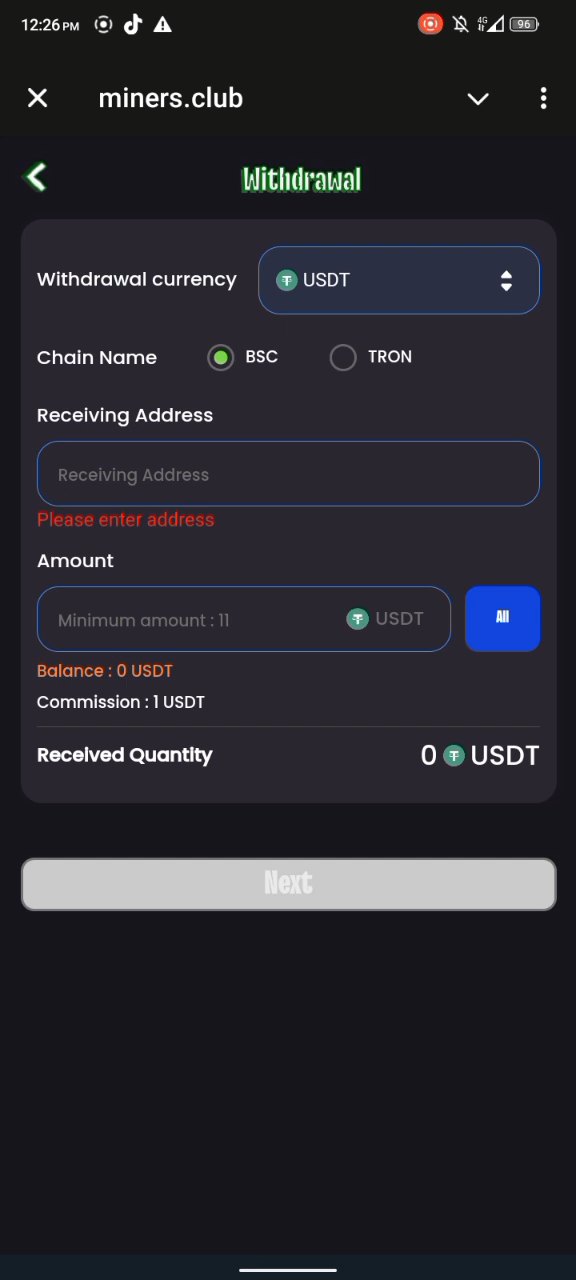 12:26 PM 4G 96
miners.club
Withdrawal
Withdrawal currency USDT
Chain Name BSC TRON
Receiving Address
Receiving Address
Please enter address
Amount
Minimum amount : 11 USDT All
Balance : 0 USDT
Commission : 1 USDT
Received Quantity 0 USDT
Next